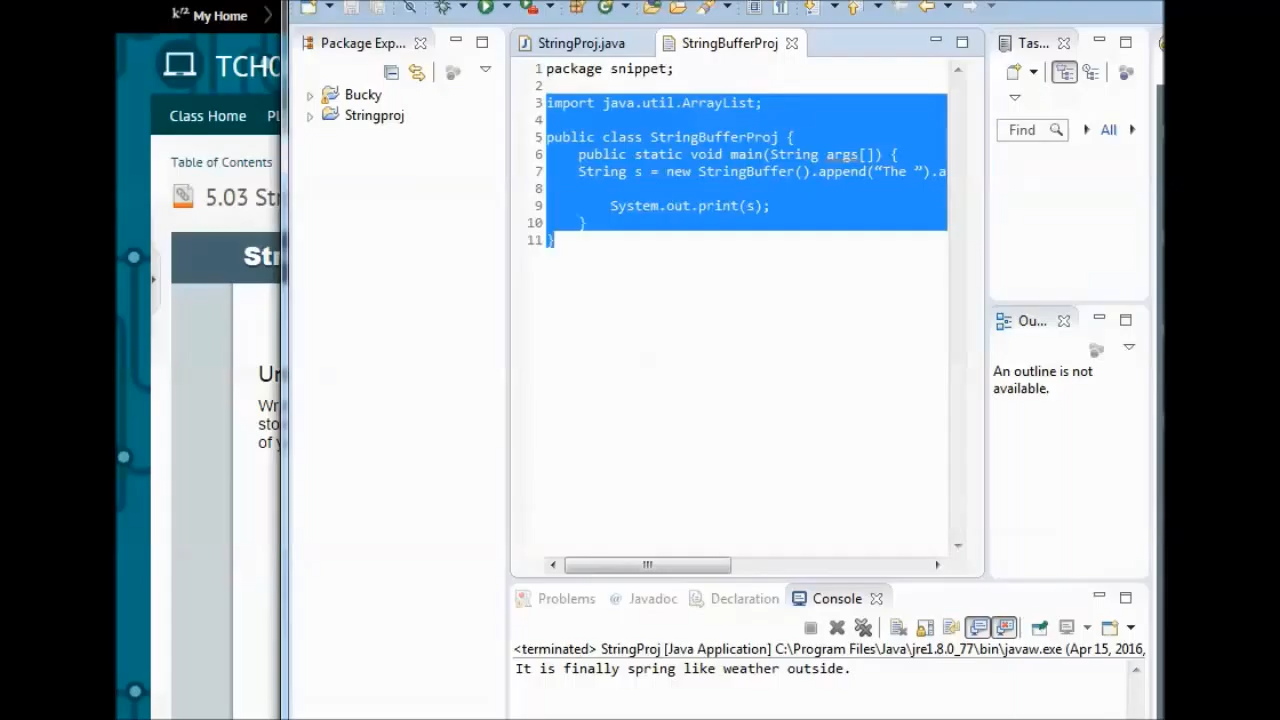 k12 My Home
TCH
Class Home
Table of Contents
5.03 Str
Str
Wr
sto
of y
Package Exp...
Bucky
Stringproj
StringProj.java
StringBufferProj
1 package snippet;
2
3 import java.util.ArrayList;
4
5 public class StringBufferProj {
6 public static void main(String args[]) {
7 String s = new StringBuffer().append(“The ”).a
8
9 System.out.print(s);
10 }
11 }
Tas...
Find
All
Ou...
An outline is not
available.
Problems
@ Javadoc
Declaration
Console
<terminated> StringProj [Java Application] C:\Program Files\Java\jre1.8.0_77\bin\javaw.exe (Apr 15, 2016,
It is finally spring like weather outside.